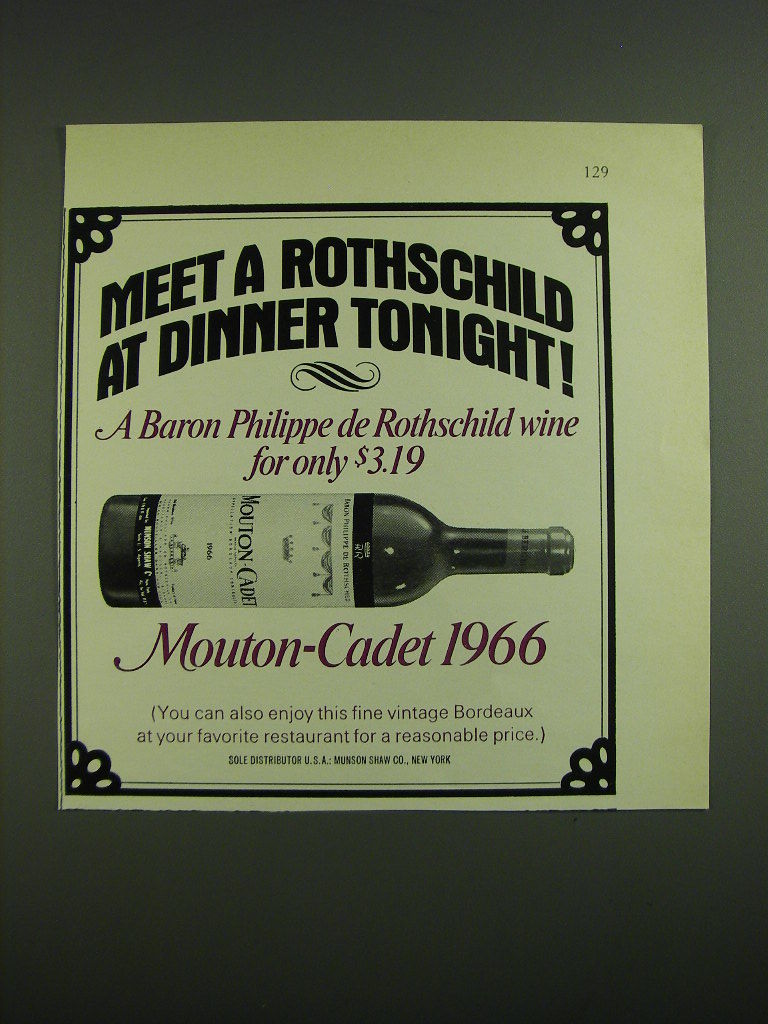 129
MEET A ROTHSCHILD
AT DINNER TONIGHT!
A Baron Philippe de Rothschild wine
for only $3.19
BARON PHILIPPE DE ROTHSCHILD
MOUTON-CADET
1966
MUNSON SHAW C
Mouton-Cadet 1966
(You can also enjoy this fine vintage Bordeaux
at your favorite restaurant for a reasonable price.)
SOLE DISTRIBUTOR U.S.A.: MUNSON SHAW CO., NEW YORK